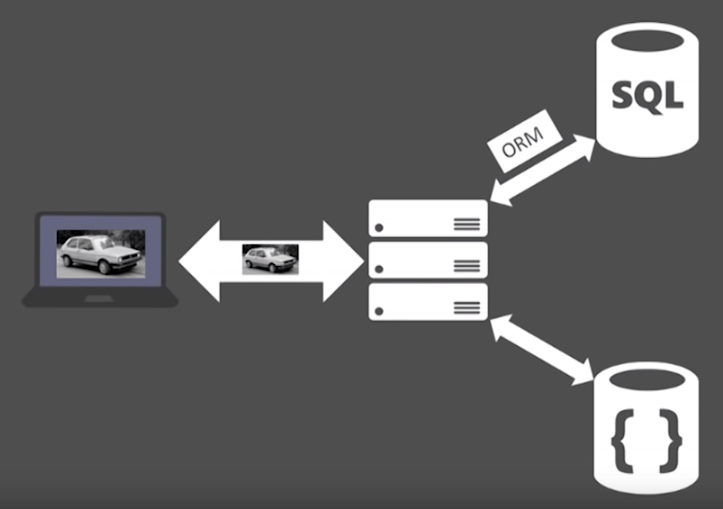 SQL
ORM
{ }